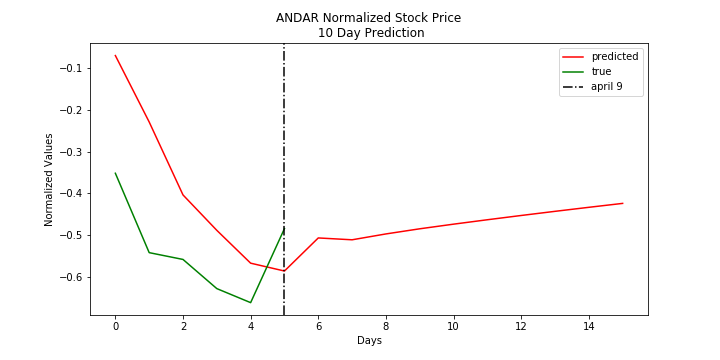 ANDAR Normalized Stock Price
10 Day Prediction
predicted
true
april 9
−0.1
−0.2
−0.3
−0.4
−0.5
−0.6
Normalized Values
0 2 4 6 8 10 12 14
Days